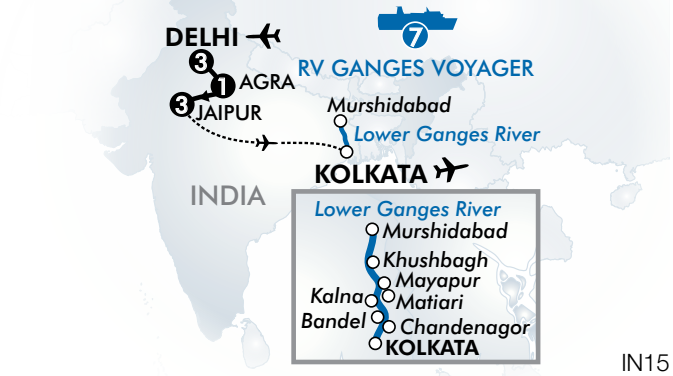 DELHI
3
1 AGRA
3 JAIPUR
7
RV GANGES VOYAGER
Murshidabad
Lower Ganges River
KOLKATA
INDIA
Lower Ganges River
Murshidabad
Khushbagh
Mayapur
Kalna
Matiari
Bandel
Chandenagor
KOLKATA
IN15